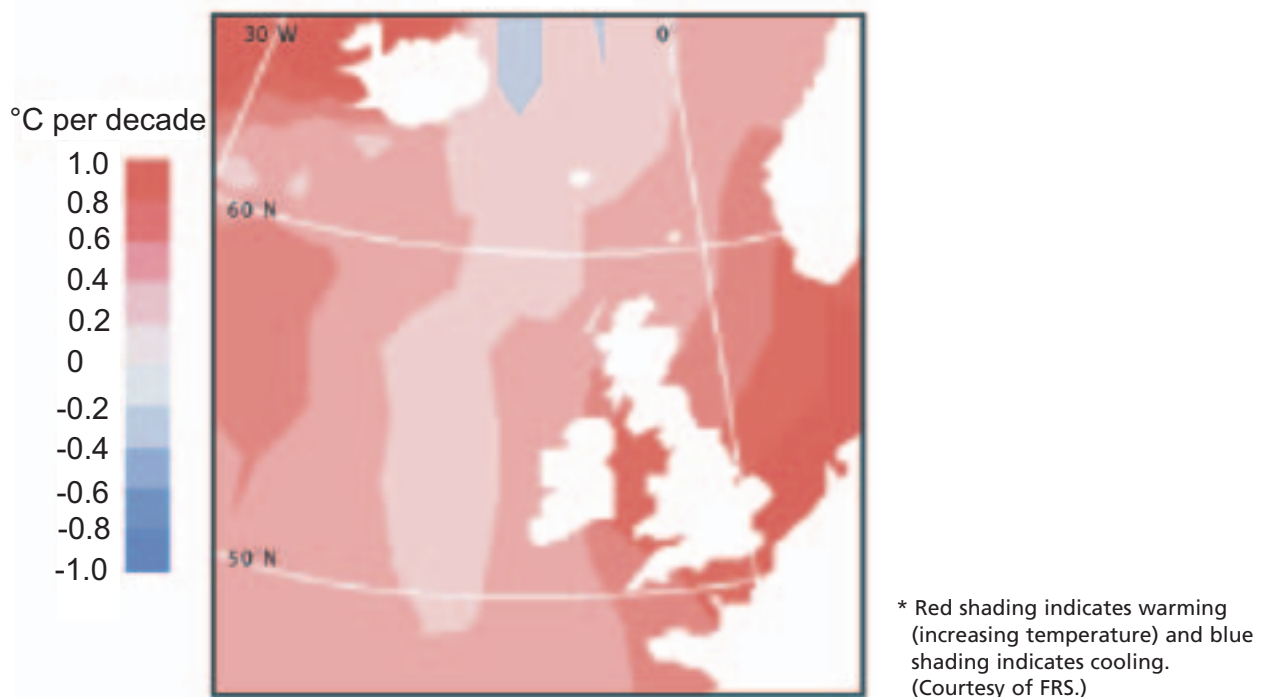 30 W
0
°C per decade
1.0
0.8
0.6
0.4
0.2
0
-0.2
-0.4
-0.6
-0.8
-1.0
60 N
50 N
* Red shading indicates warming
(increasing temperature) and blue
shading indicates cooling.
(Courtesy of FRS.)